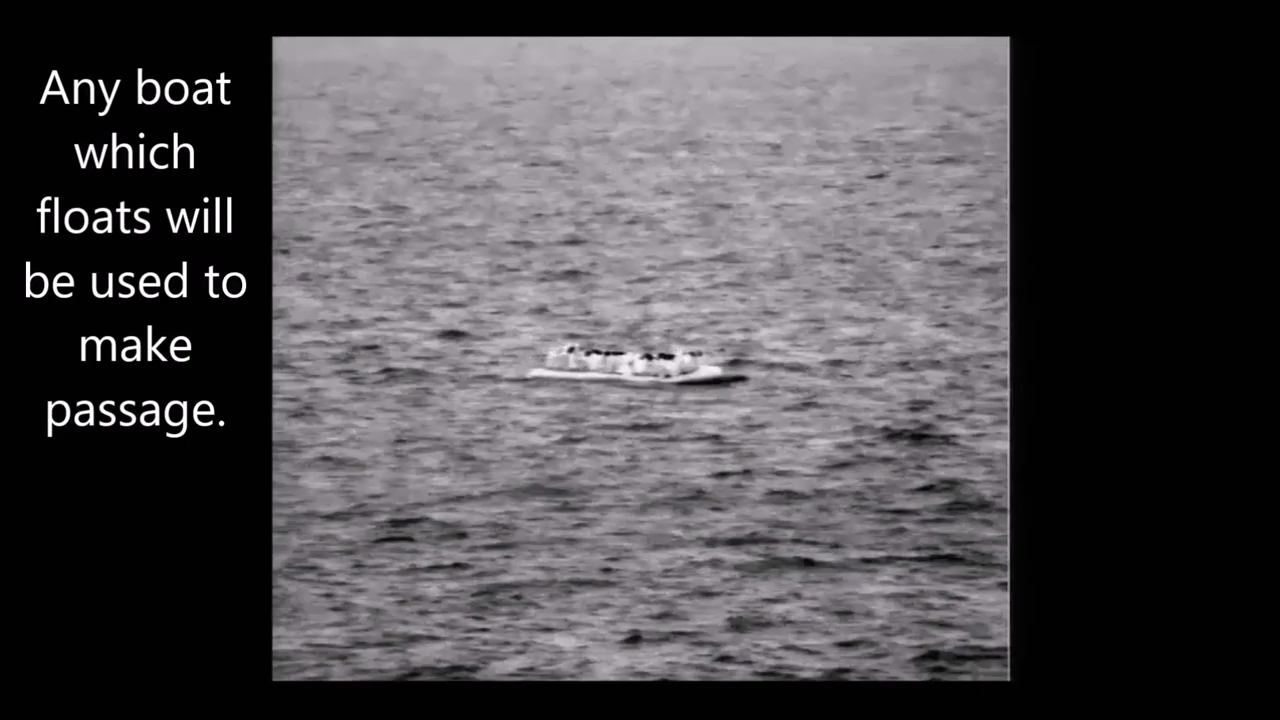 Any boat
which
floats will
be used to
make
passage.